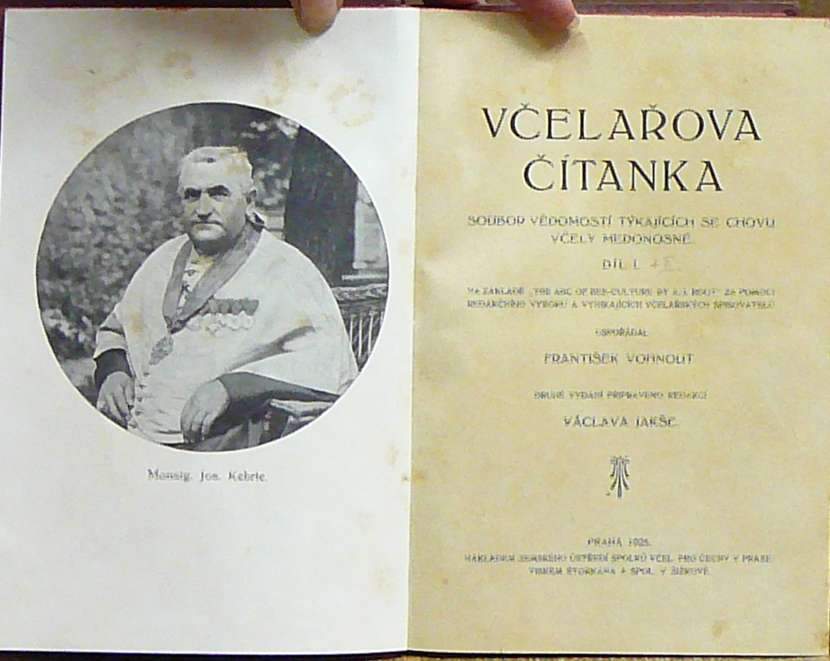 Monsig. Jos. Kebrle.
VČELAŘOVA
ČÍTANKA
SOUBOR VĚDOMOSTÍ TÝKAJÍCÍCH SE CHOVU
VČELY MEDONOSNÉ.
DÍL I.
NA ZÁKLADĚ „THE ABC OF BEE-CULTURE BY A. I. ROOT“ ZA POMOCI
REDAKČNÍHO VÝBORU A VYNIKAJÍCÍCH VČELAŘSKÝCH SPISOVATELŮ
USPOŘÁDAL
FRANTIŠEK VOHNOUT
DRUHÉ VYDÁNÍ PŘIPRAVENO REDAKCÍ
VÁCLAVA JAKŠE.
PRAHA
NÁKLADEM ZEMSKÉHO ÚSTŘEDÍ SPOLKŮ VČEL. PRO ČECHY V PRAZE.
TISKEM ŠTORKÁNA + SPOL. V ŽIŽKOVĚ.